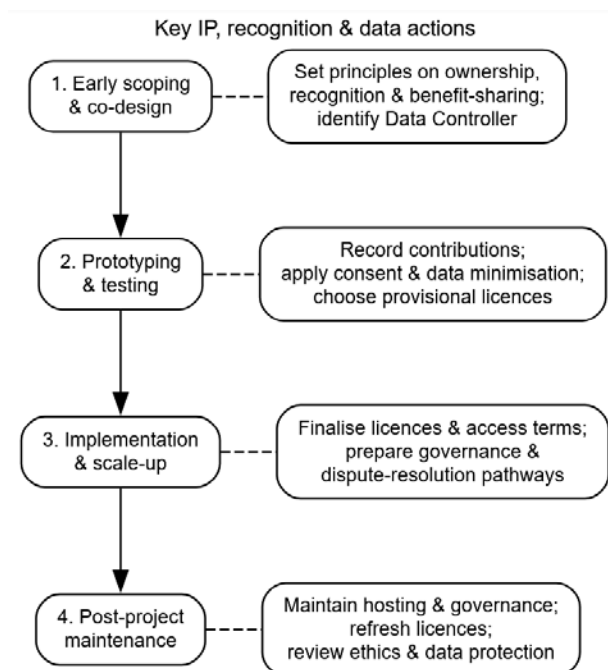 Key IP, recognition & data actions
1. Early scoping
& co-design
Set principles on ownership,
recognition & benefit-sharing;
identify Data Controller
2. Prototyping
& testing
Record contributions;
apply consent & data minimisation;
choose provisional licences
3. Implementation
& scale-up
Finalise licences & access terms;
prepare governance &
dispute-resolution pathways
4. Post-project
maintenance
Maintain hosting & governance;
refresh licences;
review ethics & data protection